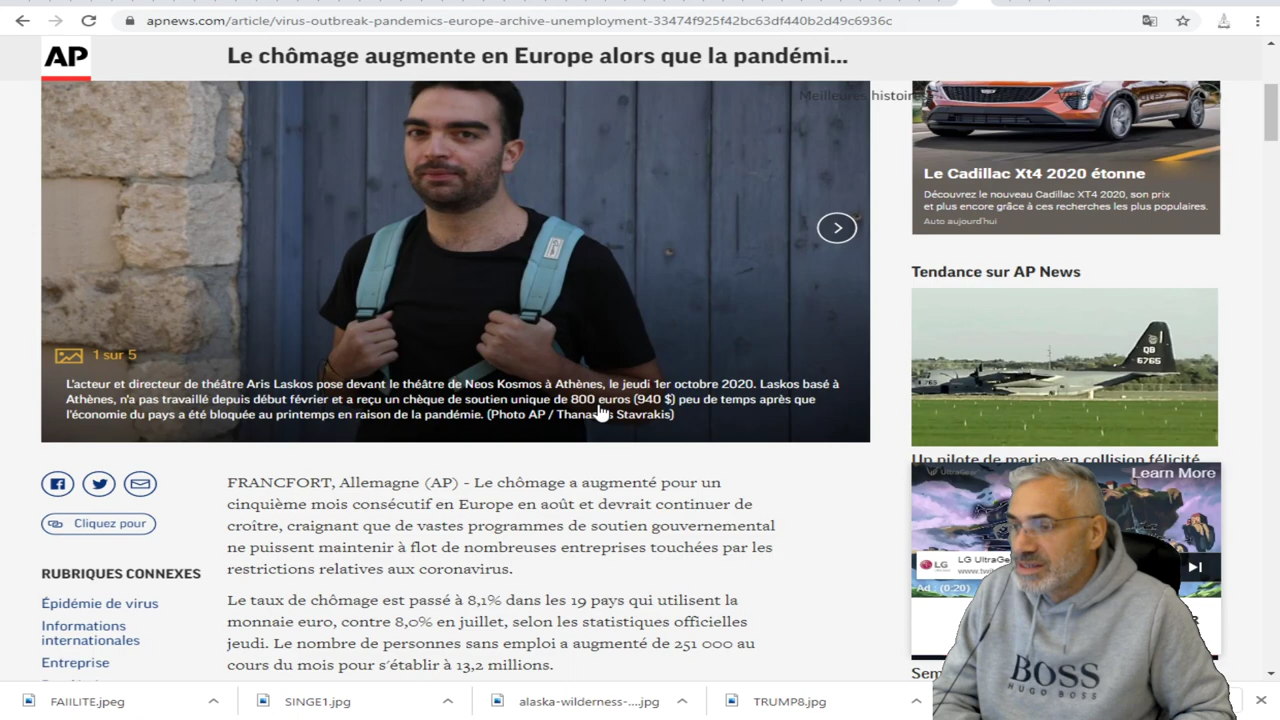 apnews.com/article/virus-outbreak-pandemics-europe-archive-unemployment-33474f925f42bc63df440b2d49c6936c
AP
Le chômage augmente en Europe alors que la pandémi...
Meilleures histoires
1 sur 5
L'acteur et directeur de théâtre Aris Laskos pose devant le théâtre de Neos Kosmos à Athènes, le jeudi 1er octobre 2020. Laskos basé à
Athènes, n'a pas travaillé depuis début février et a reçu un chèque de soutien unique de 800 euros (940 $) peu de temps après que
l'économie du pays a été bloquée au printemps en raison de la pandémie. (Photo AP / Thanassis Stavrakis)
Cliquez pour
RUBRIQUES CONNEXES
Épidémie de virus
Informations
internationales
Entreprise
FRANCFORT, Allemagne (AP) - Le chômage a augmenté pour un
cinquième mois consécutif en Europe en août et devrait continuer de
croître, craignant que de vastes programmes de soutien gouvernemental
ne puissent maintenir à flot de nombreuses entreprises touchées par les
restrictions relatives aux coronavirus.
Le taux de chômage est passé à 8,1% dans les 19 pays qui utilisent la
monnaie euro, contre 8,0% en juillet, selon les statistiques officielles
jeudi. Le nombre de personnes sans emploi a augmenté de 251 000 au
cours du mois pour s'établir à 13,2 millions.
Le Cadillac Xt4 2020 étonne
Découvrez le nouveau Cadillac XT4 2020, son prix
et plus encore grâce à ces recherches les plus populaires.
Auto aujourd'hui
Tendance sur AP News
QB
6765
Un pilote de marine en collision félicité
UltraGear
Learn More
LG
LG UltraGe
www.twit
Ad : (0:20)
Sem
BOSS
HUGO BOSS
FAIILITE.jpeg
SINGE1.jpg
alaska-wilderness-....jpg
TRUMP8.jpg